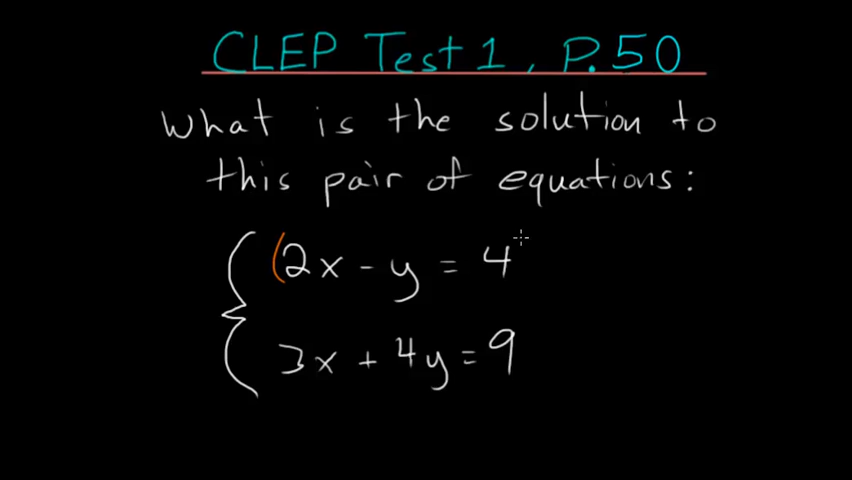 CLEP Test 1, P.50
What is the solution to
this pair of equations:
(2x - y = 4
3x + 4y = 9